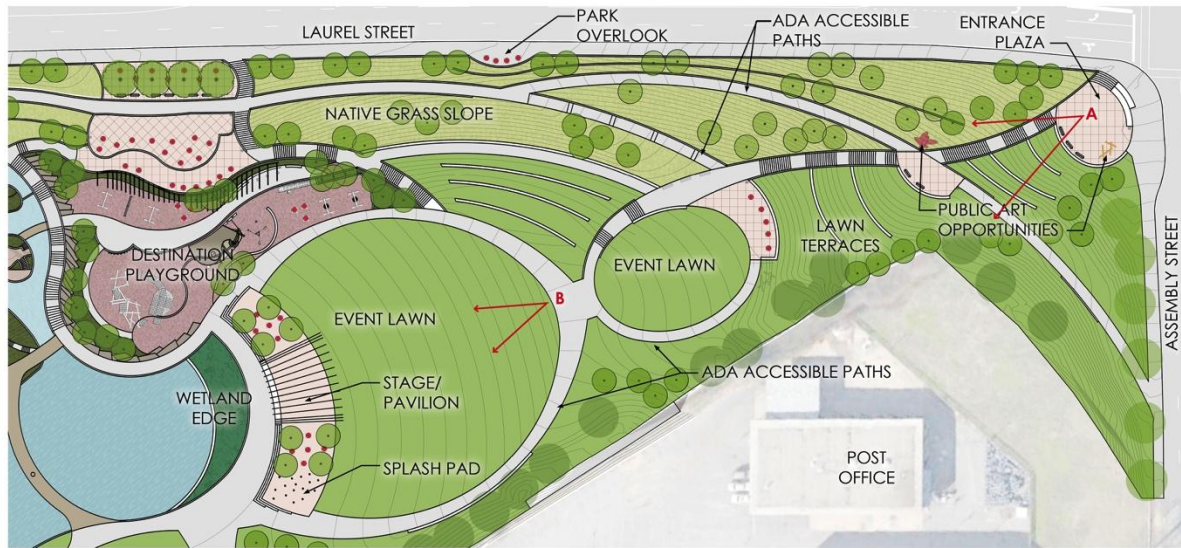 LAUREL STREET
PARK
OVERLOOK
ADA ACCESSIBLE
PATHS
ENTRANCE
PLAZA
NATIVE GRASS SLOPE
A
PUBLIC ART
OPPORTUNITIES
LAWN
TERRACES
DESTINATION
PLAYGROUND
EVENT LAWN
B
EVENT LAWN
ASSEMBLY STREET
ADA ACCESSIBLE PATHS
STAGE/
PAVILION
WETLAND
EDGE
SPLASH PAD
POST
OFFICE